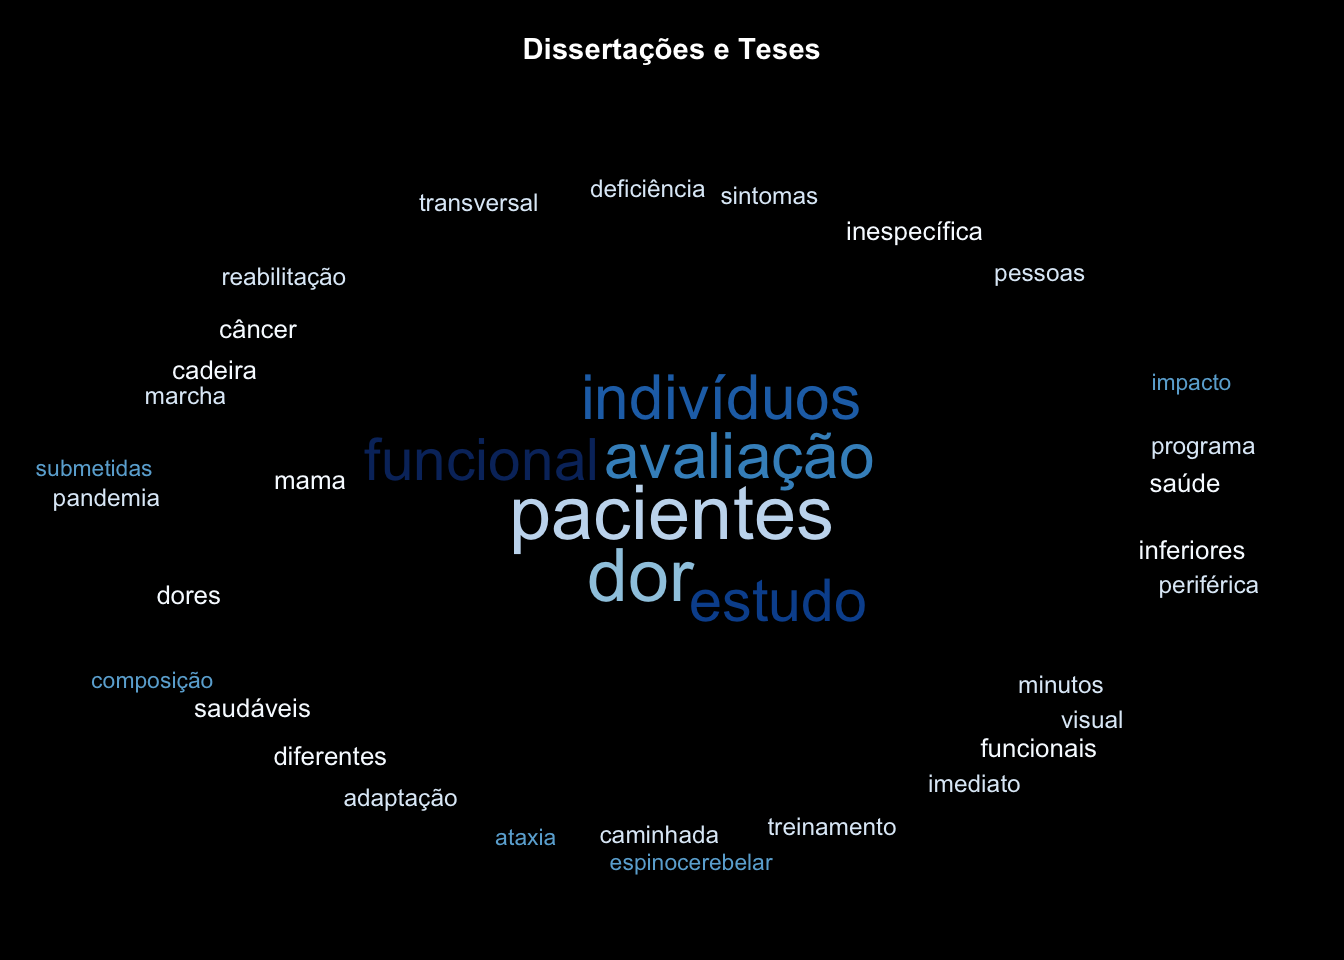 Dissertações e Teses
deficiência
sintomas
transversal
inespecífica
pessoas
reabilitação
câncer
cadeira
marcha
impacto
indivíduos
programa
funcional
avaliação
submetidas
pandemia
mama
saúde
pacientes
inferiores
dor
periférica
dores
estudo
composição
minutos
saudáveis
visual
funcionais
diferentes
imediato
adaptação
treinamento
ataxia
caminhada
espinocerebelar